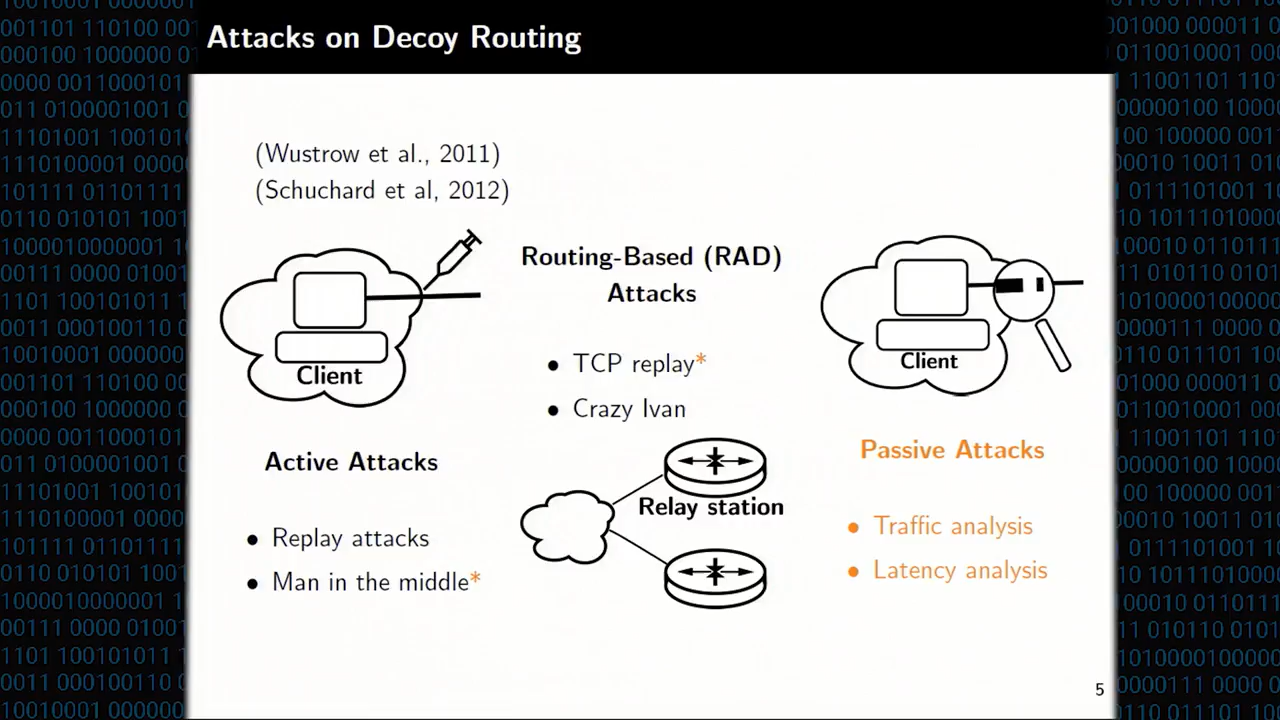 Attacks on Decoy Routing
(Wustrow et al., 2011)
(Schuchard et al, 2012)
Client
Active Attacks
• Replay attacks
• Man in the middle*
Routing-Based (RAD)
Attacks
• TCP replay*
• Crazy Ivan
Relay station
Client
Passive Attacks
• Traffic analysis
• Latency analysis
5